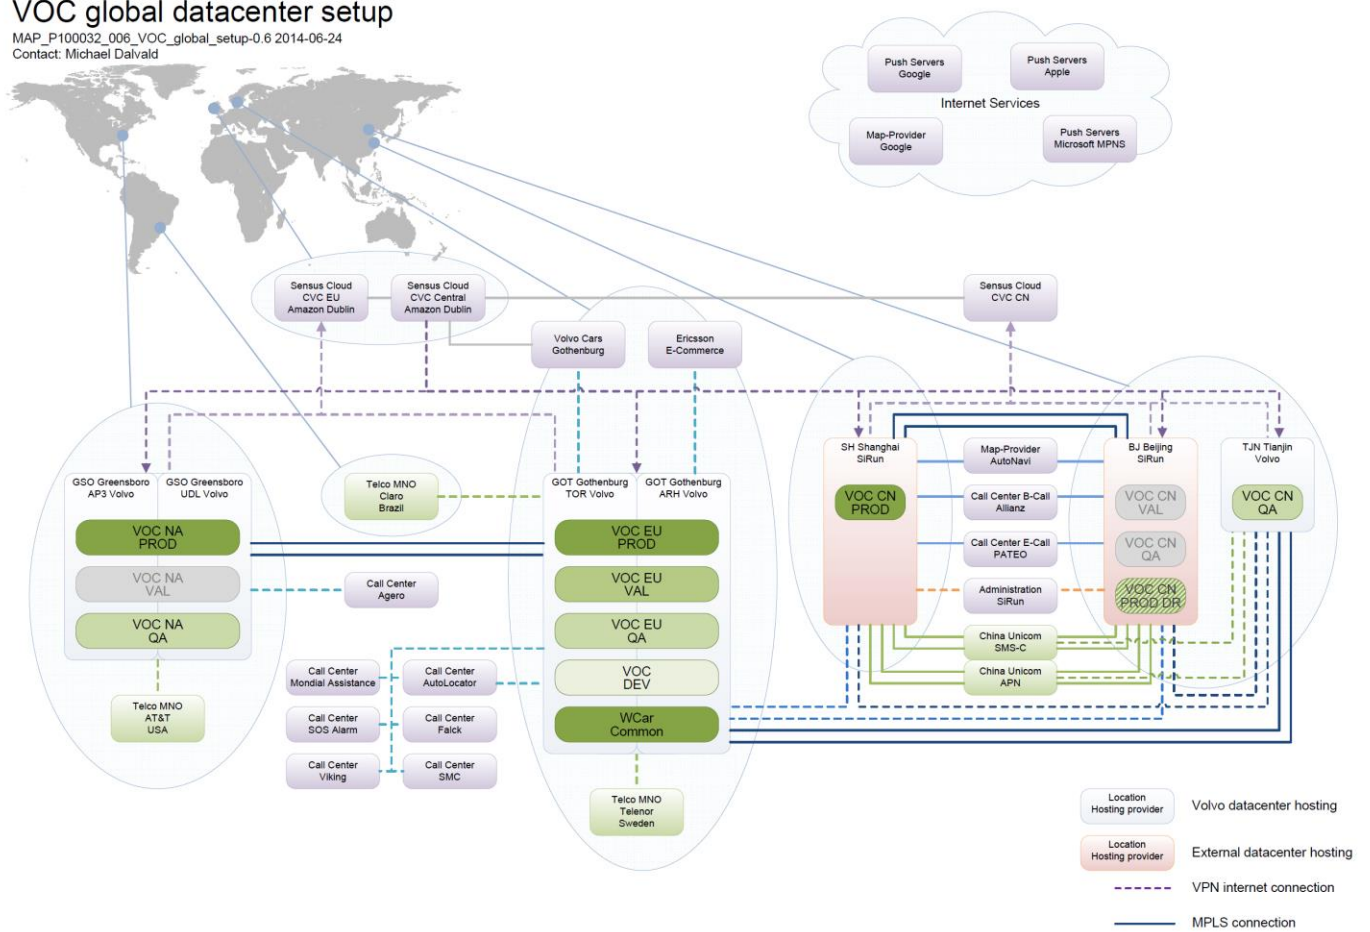 VOC global datacenter setup
MAP_P100032_006_VOC_global_setup-0.6 2014-06-24
Contact: Michael Dalvald
Push Servers
Google
Push Servers
Apple
Internet Services
Map-Provider
Google
Push Servers
Microsoft MPNS
Sensus Cloud
CVC EU
Amazon Dublin
Sensus Cloud
CVC Central
Amazon Dublin
Sensus Cloud
CVC CN
Volvo Cars
Gothenburg
Ericsson
E-Commerce
GSO Greensboro
AP3 Volvo
GSO Greensboro
UDL Volvo
VOC NA
PROD
VOC NA
VAL
VOC NA
QA
Telco MNO
AT&T
USA
Telco MNO
Claro
Brazil
Call Center
Agero
Call Center
Mondial Assistance
Call Center
AutoLocator
Call Center
SOS Alarm
Call Center
Falck
Call Center
Viking
Call Center
SMC
GOT Gothenburg
TOR Volvo
GOT Gothenburg
ARH Volvo
VOC EU
PROD
VOC EU
VAL
VOC EU
QA
VOC
DEV
WCar
Common
Telco MNO
Telenor
Sweden
SH Shanghai
SiRun
VOC CN
PROD
Map-Provider
AutoNavi
Call Center B-Call
Allianz
Call Center E-Call
PATEO
Administration
SiRun
China Unicom
SMS-C
China Unicom
APN
BJ Beijing
SiRun
VOC CN
VAL
VOC CN
QA
VOC CN
PROD DR
TJN Tianjin
Volvo
VOC CN
QA
Location
Hosting provider
Volvo datacenter hosting
Location
Hosting provider
External datacenter hosting
VPN internet connection
MPLS connection